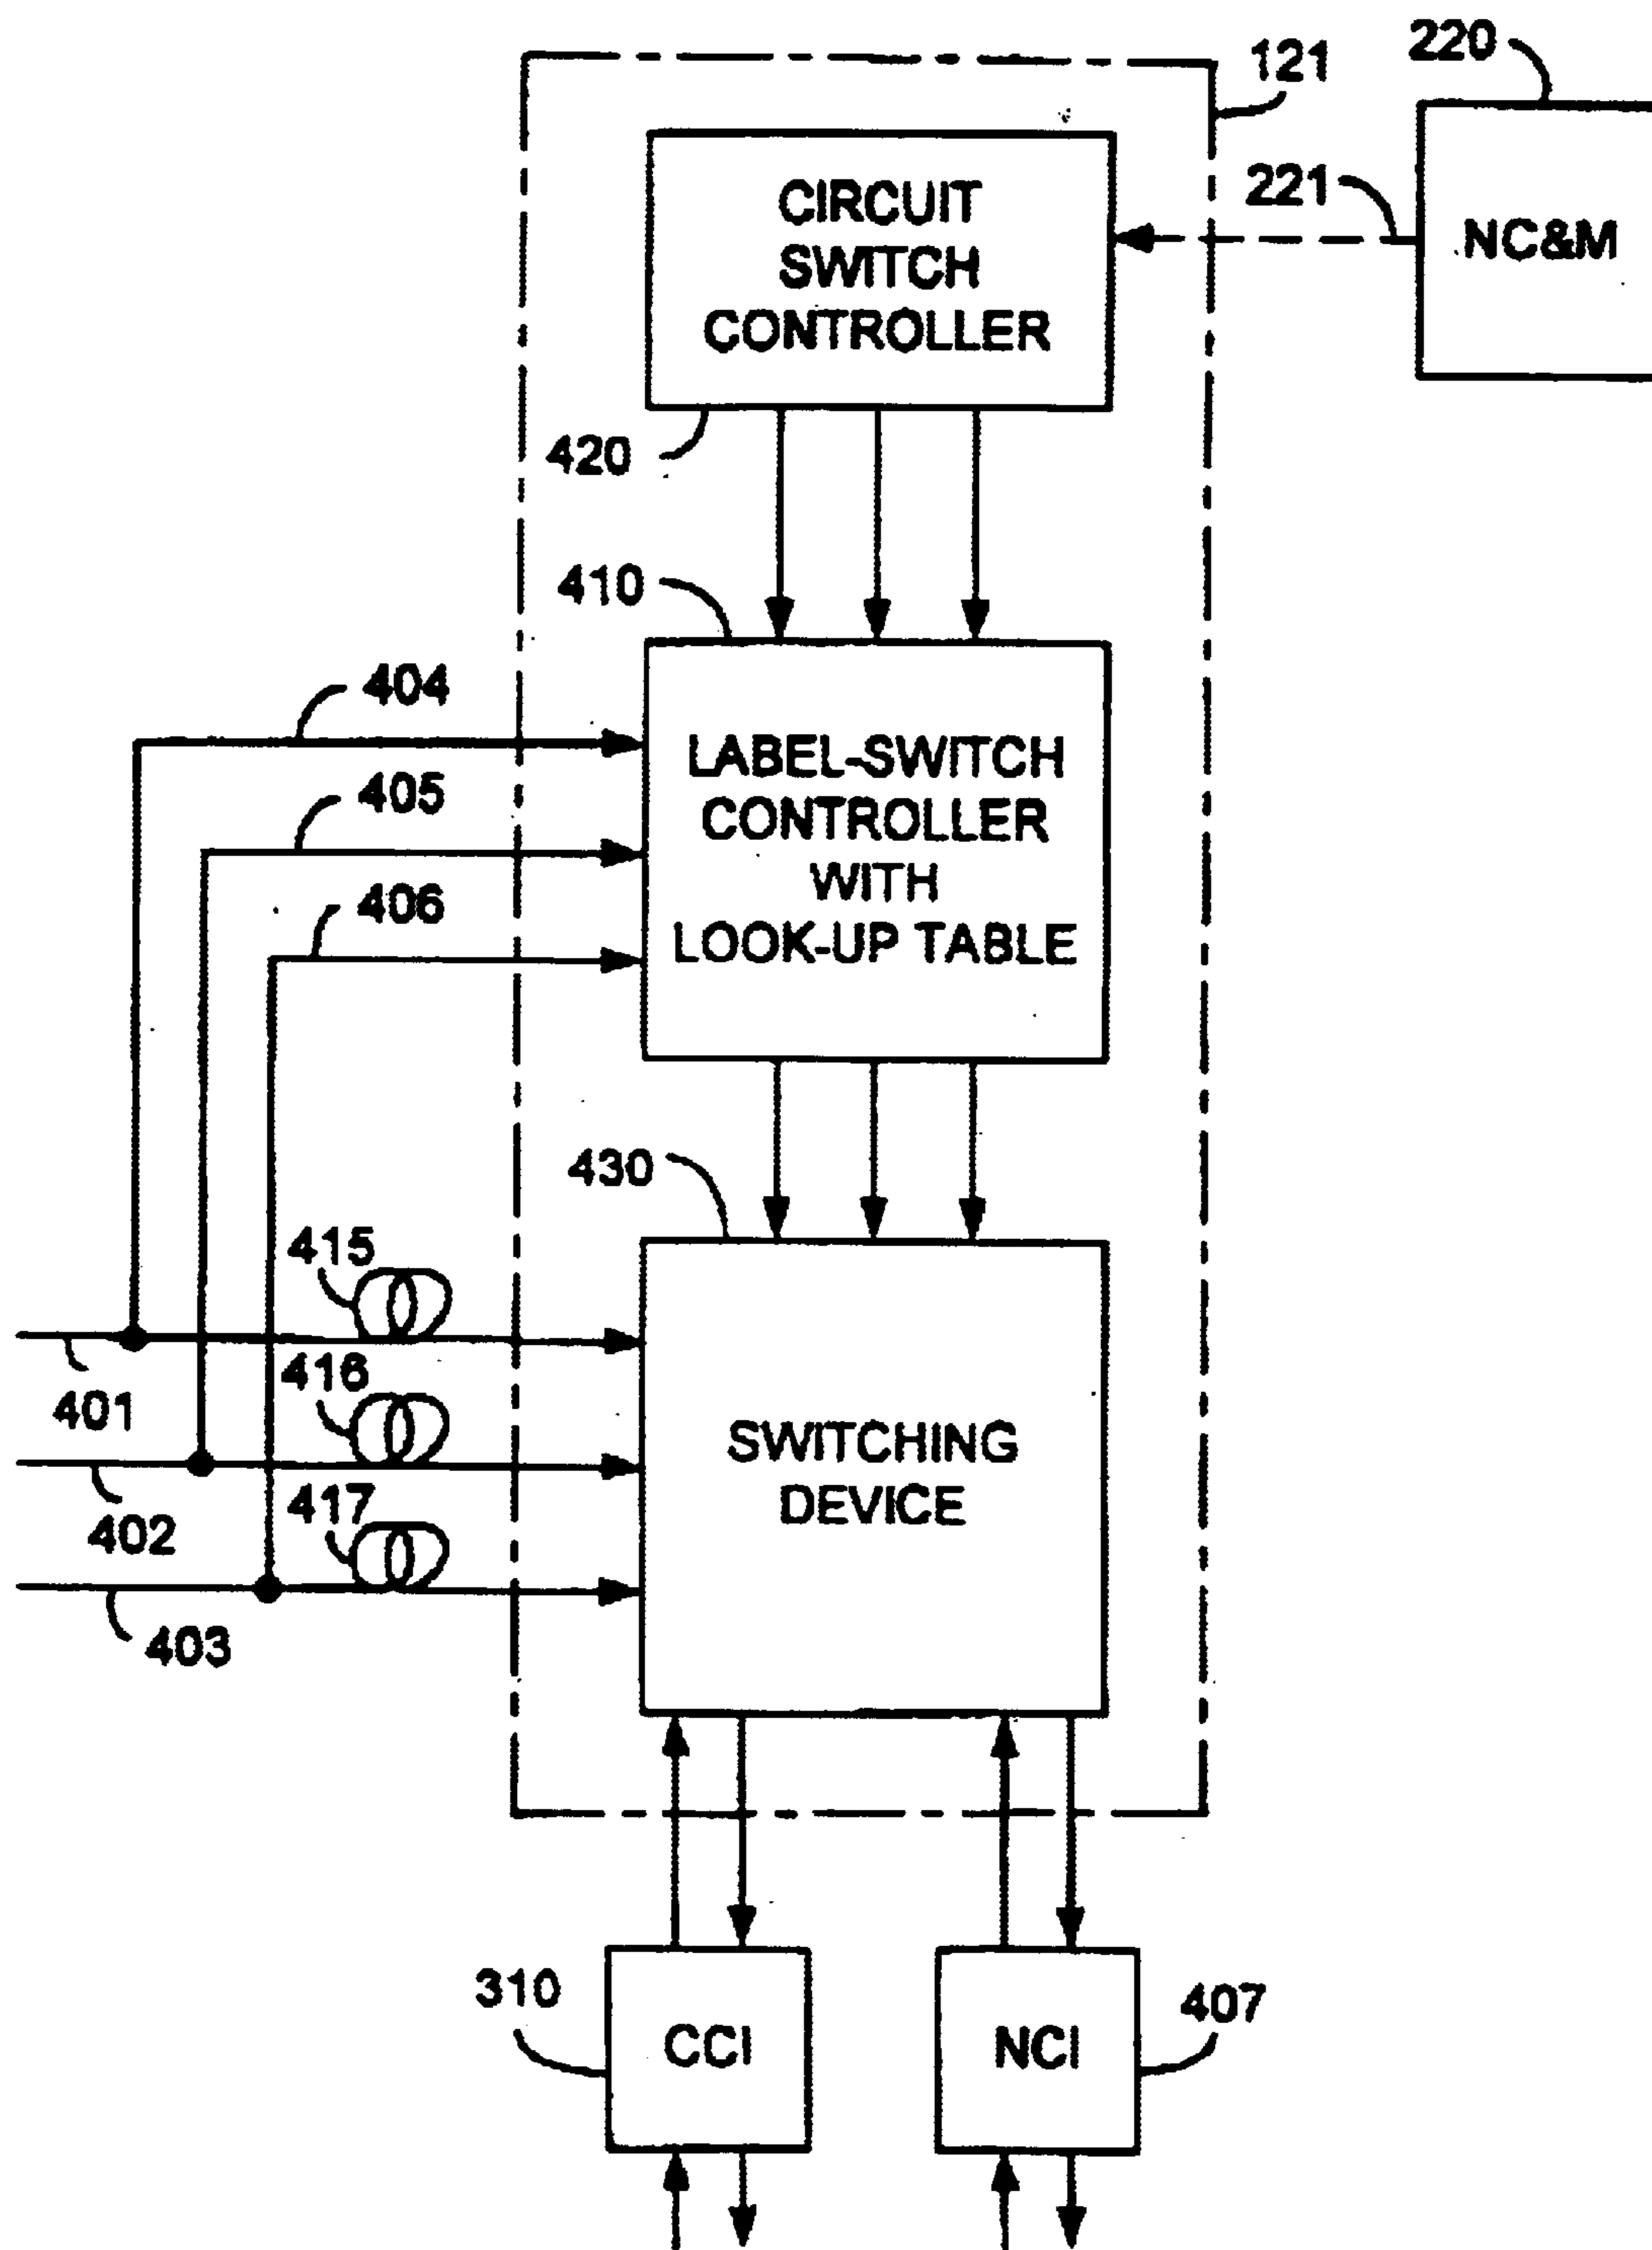 220
121
CIRCUIT
SWITCH
CONTROLLER
221
NC&M
420
410
404
LABEL-SWITCH
CONTROLLER
WITH
LOOK-UP TABLE
405
406
430
415
401
416
SWITCHING
DEVICE
402
417
403
310
CCI
NCI
407